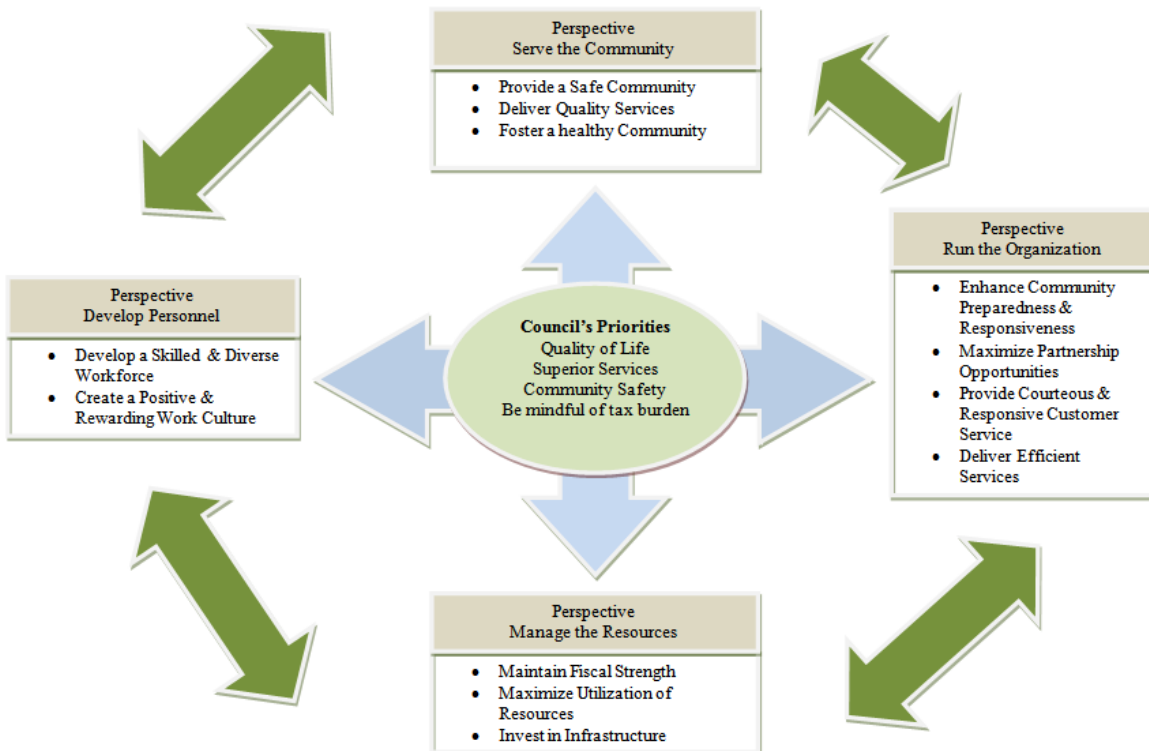 Perspective
Serve the Community
• Provide a Safe Community
• Deliver Quality Services
• Foster a healthy Community
Perspective
Run the Organization
• Enhance Community
Preparedness &
Responsiveness
• Maximize Partnership
Opportunities
• Provide Courteous &
Responsive Customer
Service
• Deliver Efficient
Services
Perspective
Develop Personnel
• Develop a Skilled & Diverse
Workforce
• Create a Positive &
Rewarding Work Culture
Council's Priorities
Quality of Life
Superior Services
Community Safety
Be mindful of tax burden
Perspective
Manage the Resources
• Maintain Fiscal Strength
• Maximize Utilization of
Resources
• Invest in Infrastructure